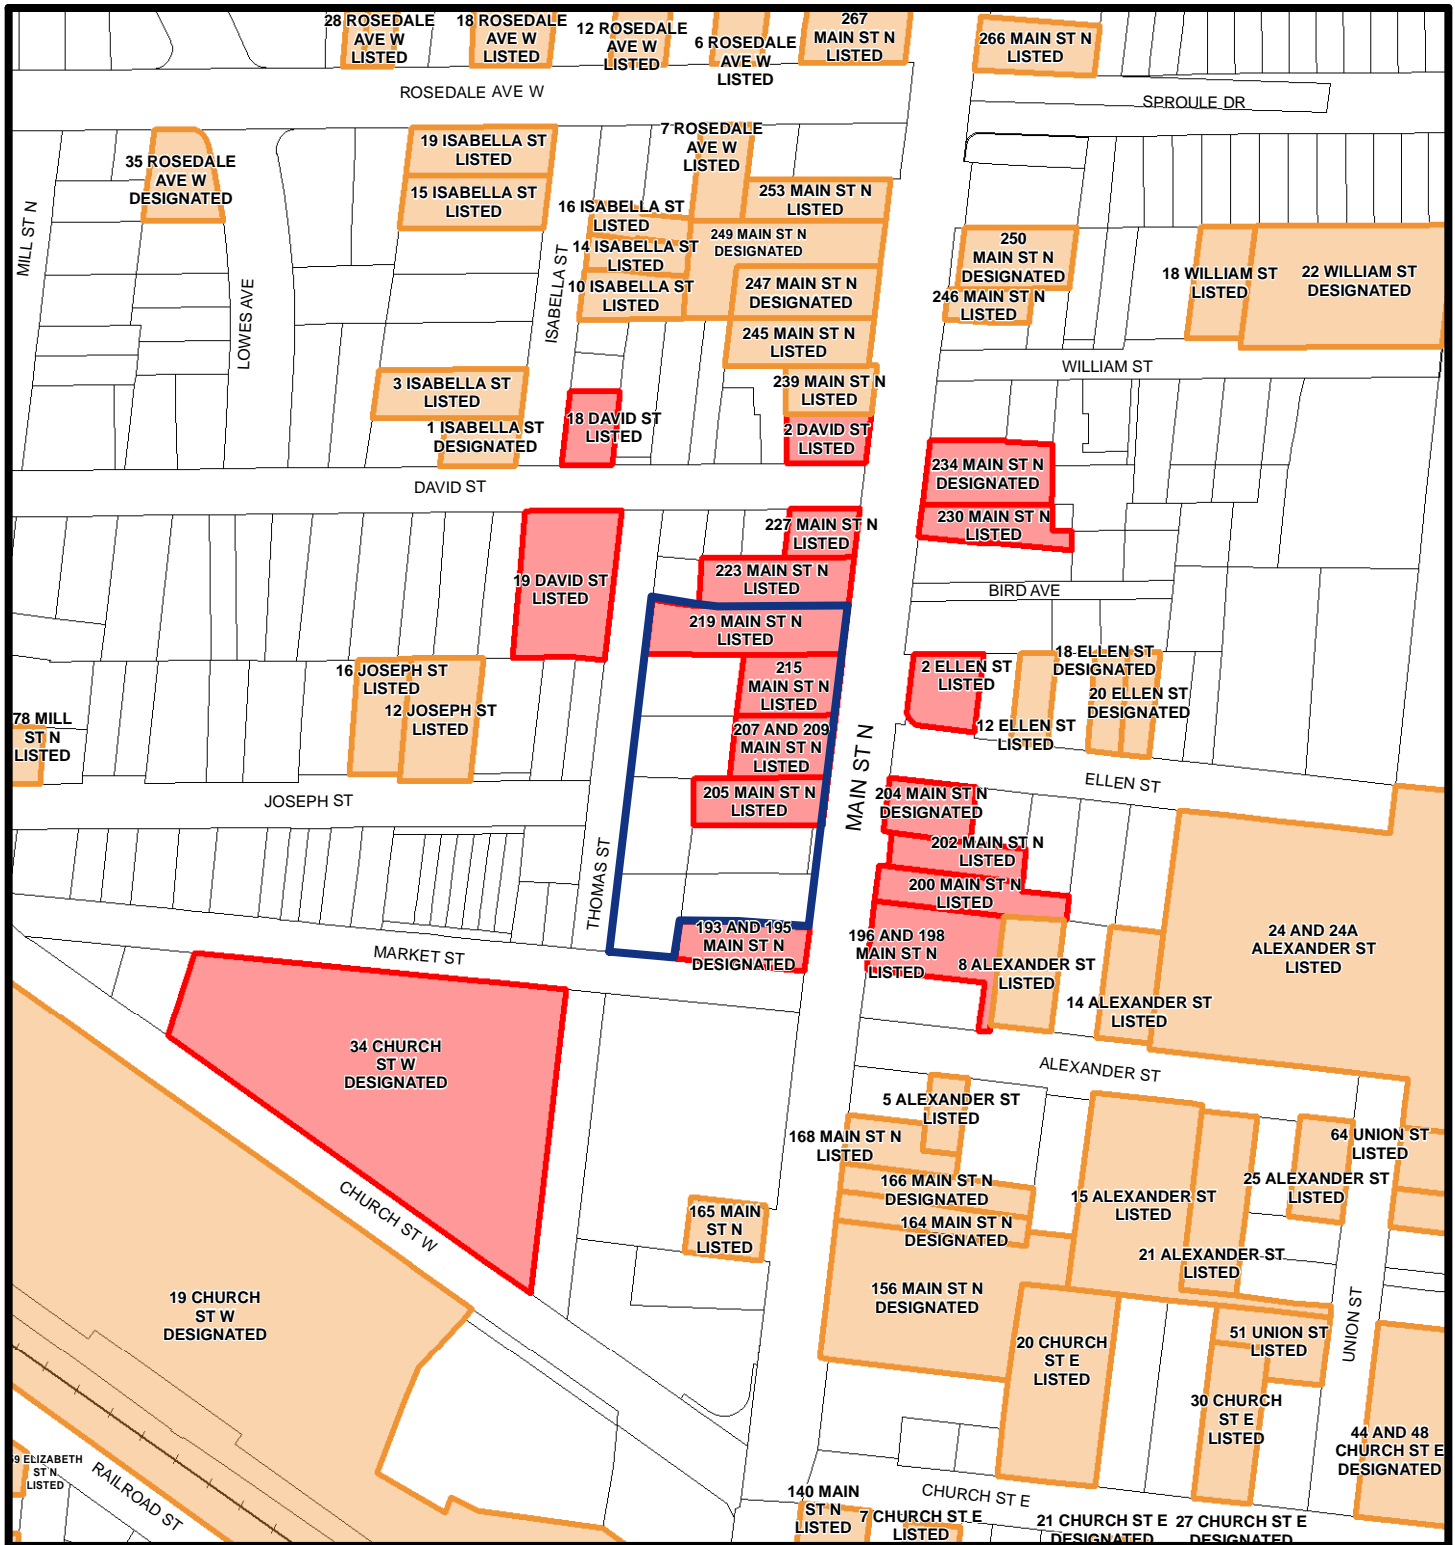 28 ROSEDALE
AVE W
LISTED
18 ROSEDALE
AVE W
LISTED
12 ROSEDALE
AVE W
LISTED
6 ROSEDALE
AVE W
LISTED
267
MAIN ST N
LISTED
266 MAIN ST N
LISTED
ROSEDALE AVE W
SPROULE DR
35 ROSEDALE
AVE W
DESIGNATED
19 ISABELLA ST
LISTED
15 ISABELLA ST
LISTED
7 ROSEDALE
AVE W
LISTED
253 MAIN ST N
LISTED
16 ISABELLA ST
LISTED
249 MAIN ST N
DESIGNATED
14 ISABELLA ST
LISTED
10 ISABELLA ST
LISTED
247 MAIN ST N
DESIGNATED
245 MAIN ST N
LISTED
250
MAIN ST N
DESIGNATED
246 MAIN ST N
LISTED
18 WILLIAM ST
LISTED
22 WILLIAM ST
DESIGNATED
MILL ST N
LOWES AVE
ISABELLA ST
WILLIAM ST
3 ISABELLA ST
LISTED
1 ISABELLA ST
DESIGNATED
18 DAVID ST
LISTED
239 MAIN ST N
LISTED
2 DAVID ST
LISTED
234 MAIN ST N
DESIGNATED
230 MAIN ST N
LISTED
DAVID ST
227 MAIN ST N
LISTED
223 MAIN ST N
LISTED
19 DAVID ST
LISTED
BIRD AVE
219 MAIN ST N
LISTED
215
MAIN ST N
LISTED
207 AND 209
MAIN ST N
LISTED
205 MAIN ST N
LISTED
2 ELLEN ST
LISTED
18 ELLEN ST
DESIGNATED
20 ELLEN ST
DESIGNATED
12 ELLEN ST
LISTED
16 JOSEPH ST
LISTED
12 JOSEPH ST
LISTED
78 MILL
ST N
LISTED
JOSEPH ST
MAIN ST N
ELLEN ST
204 MAIN ST N
DESIGNATED
202 MAIN ST N
LISTED
200 MAIN ST N
LISTED
THOMAS ST
193 AND 195
MAIN ST N
DESIGNATED
196 AND 198
MAIN ST N
LISTED
8 ALEXANDER ST
LISTED
14 ALEXANDER ST
LISTED
24 AND 24A
ALEXANDER ST
LISTED
MARKET ST
34 CHURCH
ST W
DESIGNATED
ALEXANDER ST
5 ALEXANDER ST
LISTED
168 MAIN ST N
LISTED
166 MAIN ST N
DESIGNATED
164 MAIN ST N
DESIGNATED
15 ALEXANDER ST
LISTED
25 ALEXANDER ST
LISTED
64 UNION ST
LISTED
21 ALEXANDER ST
LISTED
165 MAIN
ST N
LISTED
156 MAIN ST N
DESIGNATED
CHURCH ST W
19 CHURCH
ST W
DESIGNATED
20 CHURCH
ST E
LISTED
51 UNION ST
LISTED
UNION ST
30 CHURCH
ST E
LISTED
44 AND 48
CHURCH ST E
DESIGNATED
ELIZABETH
ST N
LISTED
RAILROAD ST
140 MAIN
ST N
LISTED
CHURCH ST E
7 CHURCH ST E
LISTED
21 CHURCH ST E
DESIGNATED
27 CHURCH ST E
DESIGNATED